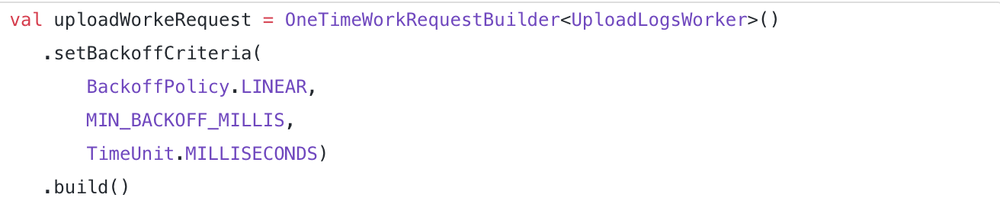 val uploadWorkeRequest = OneTimeWorkRequestBuilder<UploadLogsWorker>()
   .setBackoffCriteria(
       BackoffPolicy.LINEAR,
       MIN_BACKOFF_MILLIS,
       TimeUnit.MILLISECONDS)
   .build()